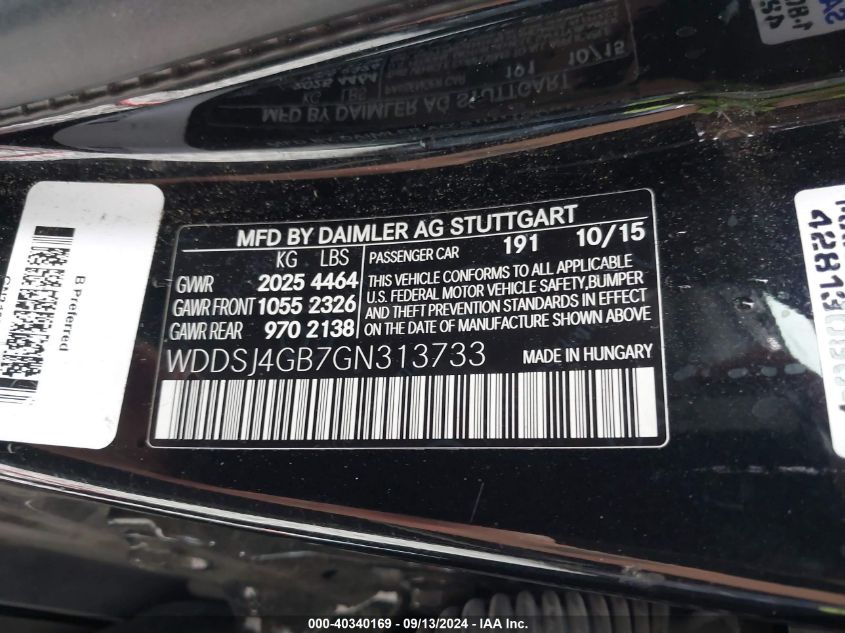 MFD BY DAIMLER AG STUTTGART
KG LBS
GVWR 2025 4464
GAWR FRONT 1055 2326
GAWR REAR 970 2138
PASSENGER CAR 191 10/15
THIS VEHICLE CONFORMS TO ALL APPLICABLE
U.S. FEDERAL MOTOR VEHICLE SAFETY, BUMPER
AND THEFT PREVENTION STANDARDS IN EFFECT
ON THE DATE OF MANUFACTURE SHOWN ABOVE.
WDDSJ4GB7GN313733 MADE IN HUNGARY
B Preferred
000-40340169 - 09/13/2024 - IAA Inc.